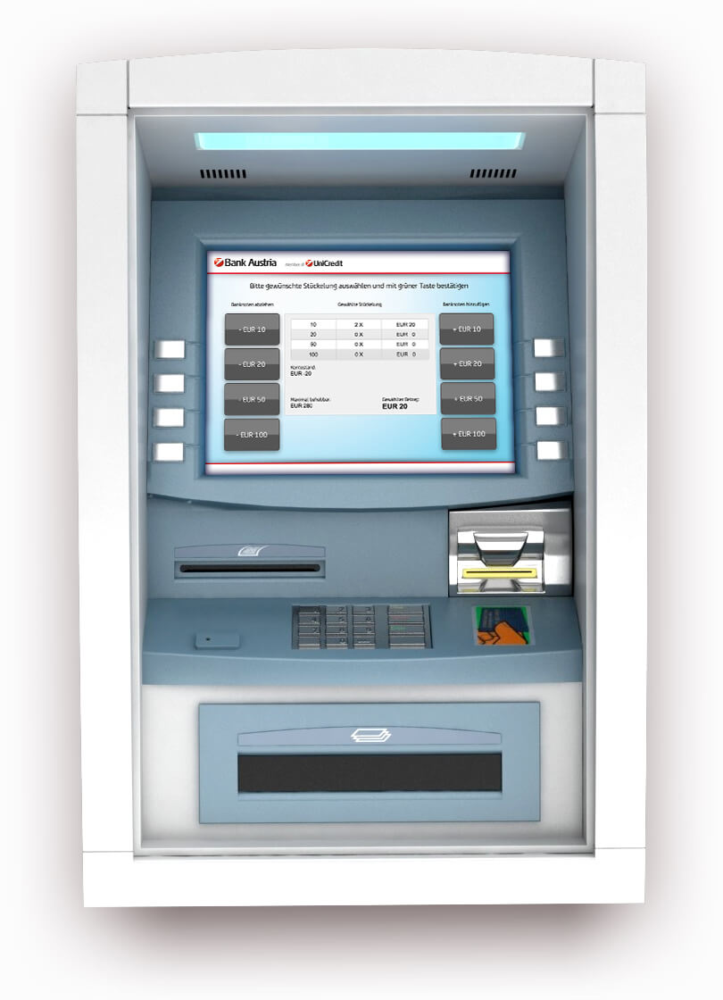 Bank Austria Member of UniCredit
Bitte gewünschte Stückelung auswählen und mit grüner Taste bestätigen
Banknoten abziehen Gewählte Stückelung Banknoten hinzufügen
- EUR 10
- EUR 20
- EUR 50
- EUR 100
10 2 X EUR 20
20 0 X EUR 0
50 0 X EUR 0
100 0 X EUR 0
Kontostand:
EUR -20
Maximal behebbar:
EUR 280
Gewählter Betrag:
EUR 20
+ EUR 10
+ EUR 20
+ EUR 50
+ EUR 100